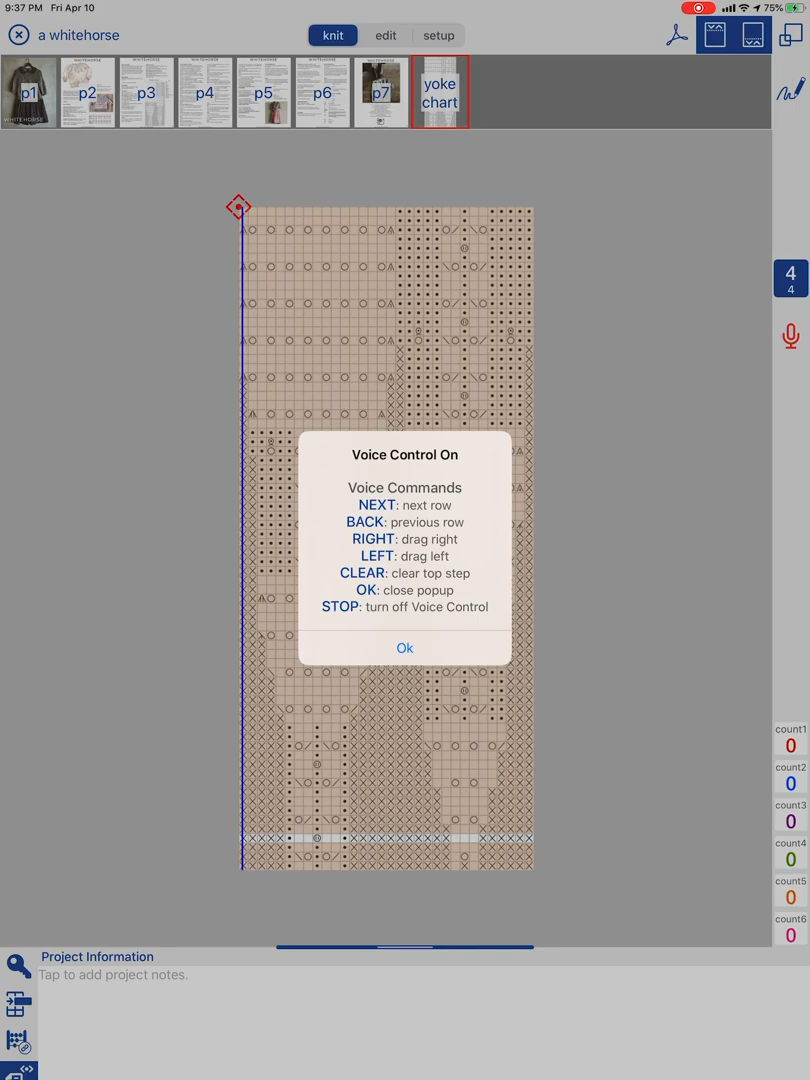 9:37 PM Fri Apr 10
75%
a whitehorse
knit
edit
setup
p1
p2
p3
p4
p5
p6
p7
yoke
chart
WHITEHORSE
4
4
Voice Control On
Voice Commands
NEXT: next row
BACK: previous row
RIGHT: drag right
LEFT: drag left
CLEAR: clear top step
OK: close popup
STOP: turn off Voice Control
Ok
count1
0
count2
0
count3
0
count4
0
count5
0
count6
0
Project Information
Tap to add project notes.